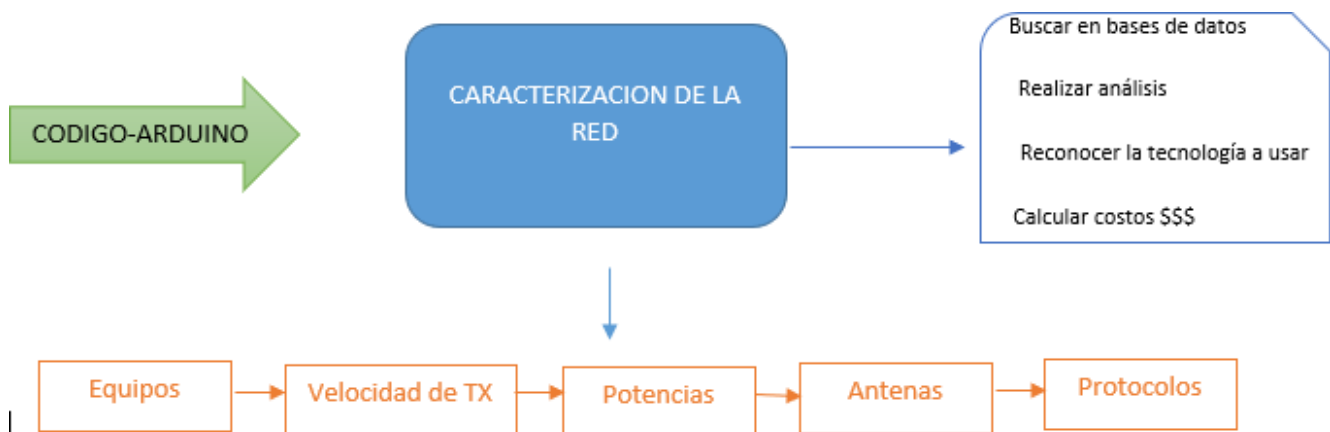 CODIGO-ARDUINO
CARACTERIZACION DE LA
RED
Buscar en bases de datos
Realizar análisis
Reconocer la tecnología a usar
Calcular costos $$$
Equipos
Velocidad de TX
Potencias
Antenas
Protocolos